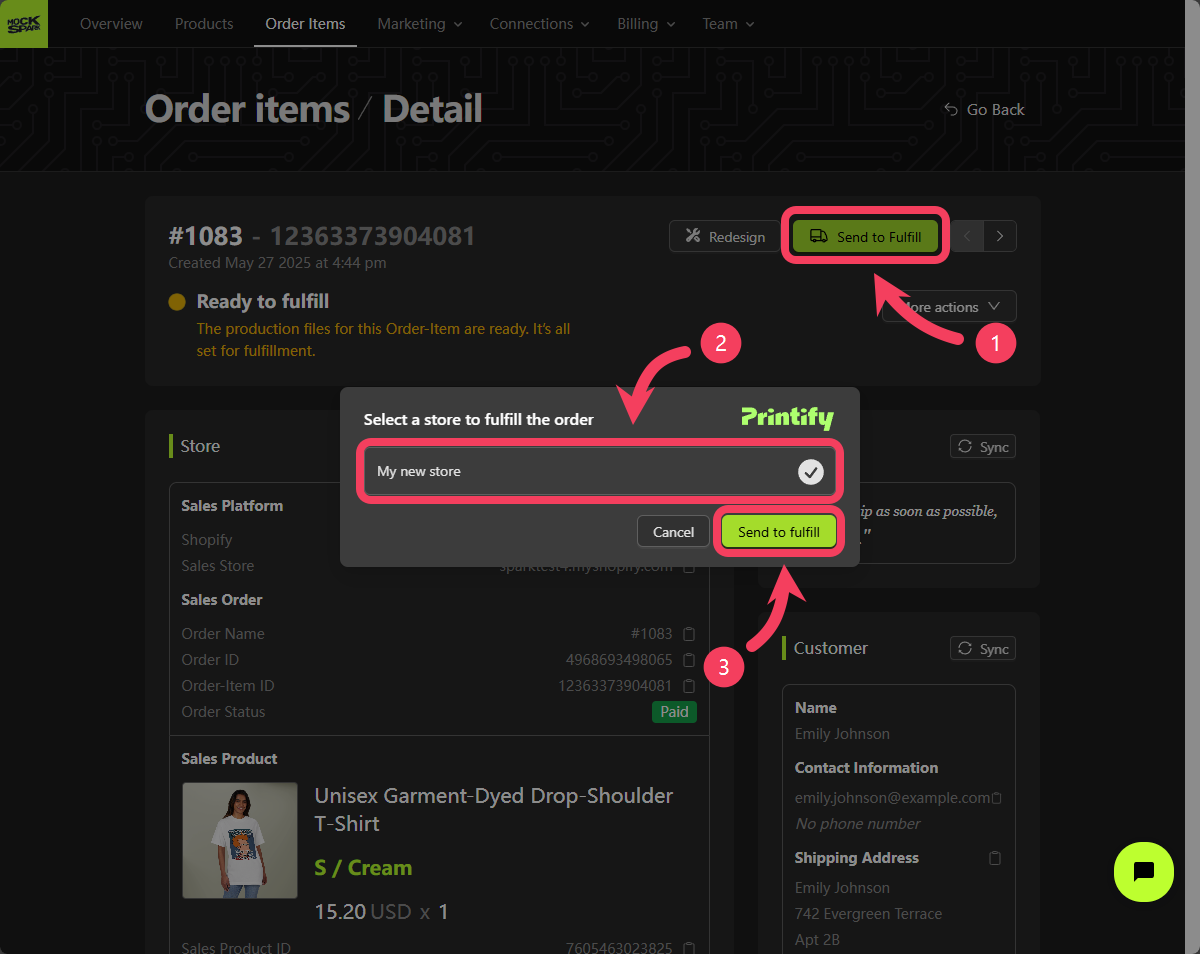 MOCK
SPARK
Overview
Products
Order Items
Marketing
Connections
Billing
Team
Order items / Detail
Go Back
#1083 - 12363373904081
Created May 27 2025 at 4:44 pm
Redesign
Send to Fulfill
Ready to fulfill
The production files for this Order-Item are ready. It's all
set for fulfillment.
More actions
1
2
Select a store to fulfill the order
Printify
My new store
Cancel
Send to fulfill
3
Store
Sales Platform
Shopify
Sales Store
sparktest4.myshopify.com
Sales Order
Order Name
#1083
Order ID
4968693498065
Order-Item ID
12363373904081
Order Status
Paid
Sales Product
Unisex Garment-Dyed Drop-Shoulder
T-Shirt
S / Cream
15.20 USD x 1
Sales Product ID
7605463023825
Sync
as soon as possible,
."
Customer
Sync
Name
Emily Johnson
Contact Information
emily.johnson@example.com
No phone number
Shipping Address
Emily Johnson
742 Evergreen Terrace
Apt 2B